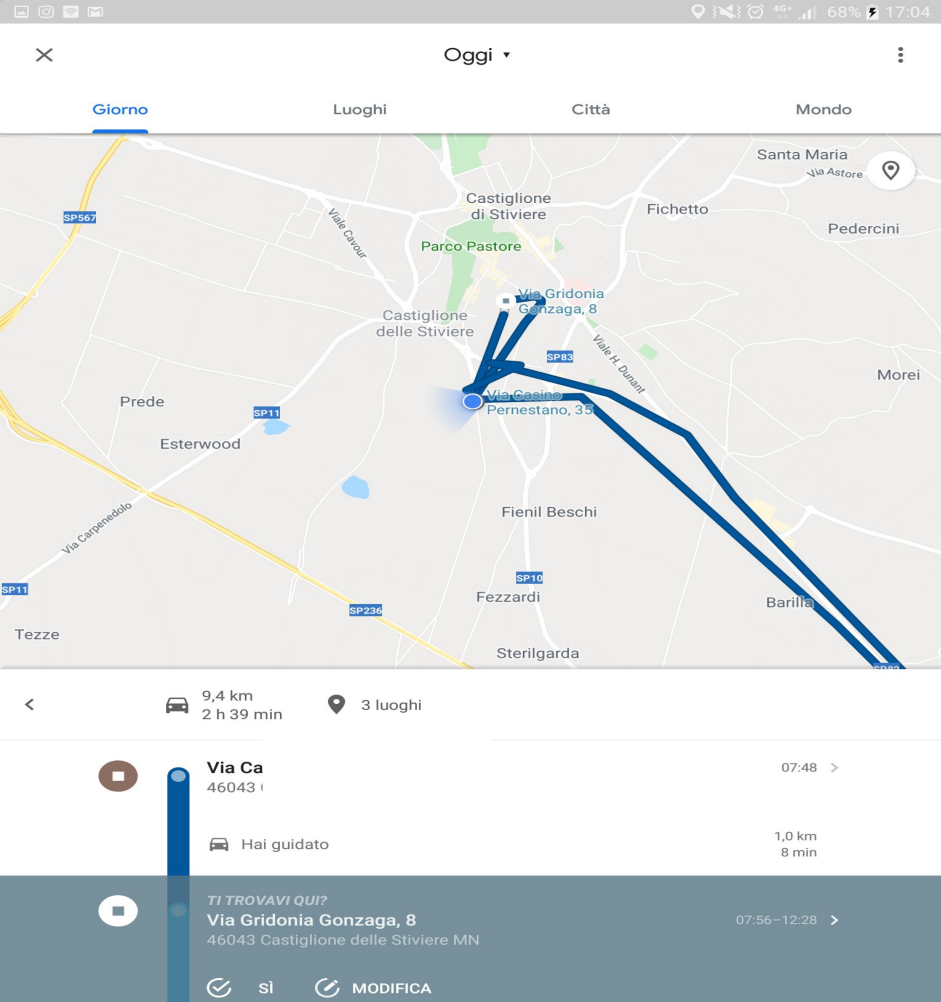 4G+ 68% 17:04
Oggi
Giorno Luoghi Città Mondo
Santa Maria
Via Astore
Castiglione
di Stiviere
Fichetto
SP567
Viale Cavour
Pedercini
Parco Pastore
Via Gridonia
Gonzaga, 8
Castiglione
delle Stiviere
SP83
Viale H. Dunant
Morei
Via Casino
Pernestano, 35
Prede
SP11
Esterwood
Via Carpenedolo
Fienil Beschi
SP10
SP11
Fezzardi
Barilla
SP236
Tezze
Sterilgarda
9,4 km
2 h 39 min
3 luoghi
Via Ca
07:48
46043
Hai guidato
1,0 km
8 min
TI TROVAVI QUI?
Via Gridonia Gonzaga, 8
07:56–12:28
46043 Castiglione delle Stiviere MN
SÌ MODIFICA